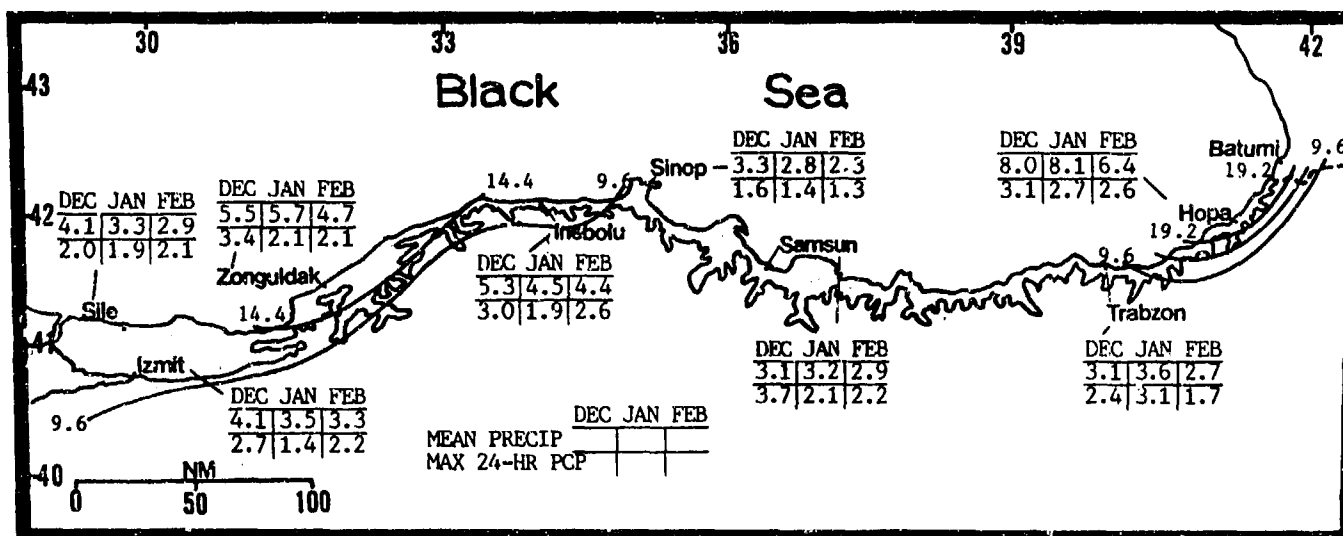 30 33 36 39 42
43
Black Sea
DEC JAN FEB
3.3 2.8 2.3
1.6 1.4 1.3
Sinop
DEC JAN FEB
8.0 8.1 6.4
3.1 2.7 2.6
Batumi 9.6
19.2
14.4 9.6
DEC JAN FEB
4.1 3.3 2.9
2.0 1.9 2.1
DEC JAN FEB
5.5 5.7 4.7
3.4 2.1 2.1
42
Hopa
19.2
Inebolu
Samsun
Zonguldak
DEC JAN FEB
5.3 4.5 4.4
3.0 1.9 2.6
9.6
Sile
14.4
Trabzon
41
Izmit
DEC JAN FEB
3.1 3.2 2.9
3.7 2.1 2.2
DEC JAN FEB
3.1 3.6 2.7
2.4 3.1 1.7
DEC JAN FEB
4.1 3.5 3.3
2.7 1.4 2.2
9.6
DEC JAN FEB
MEAN PRECIP
MAX 24-HR PCP
40
NM
0 50 100